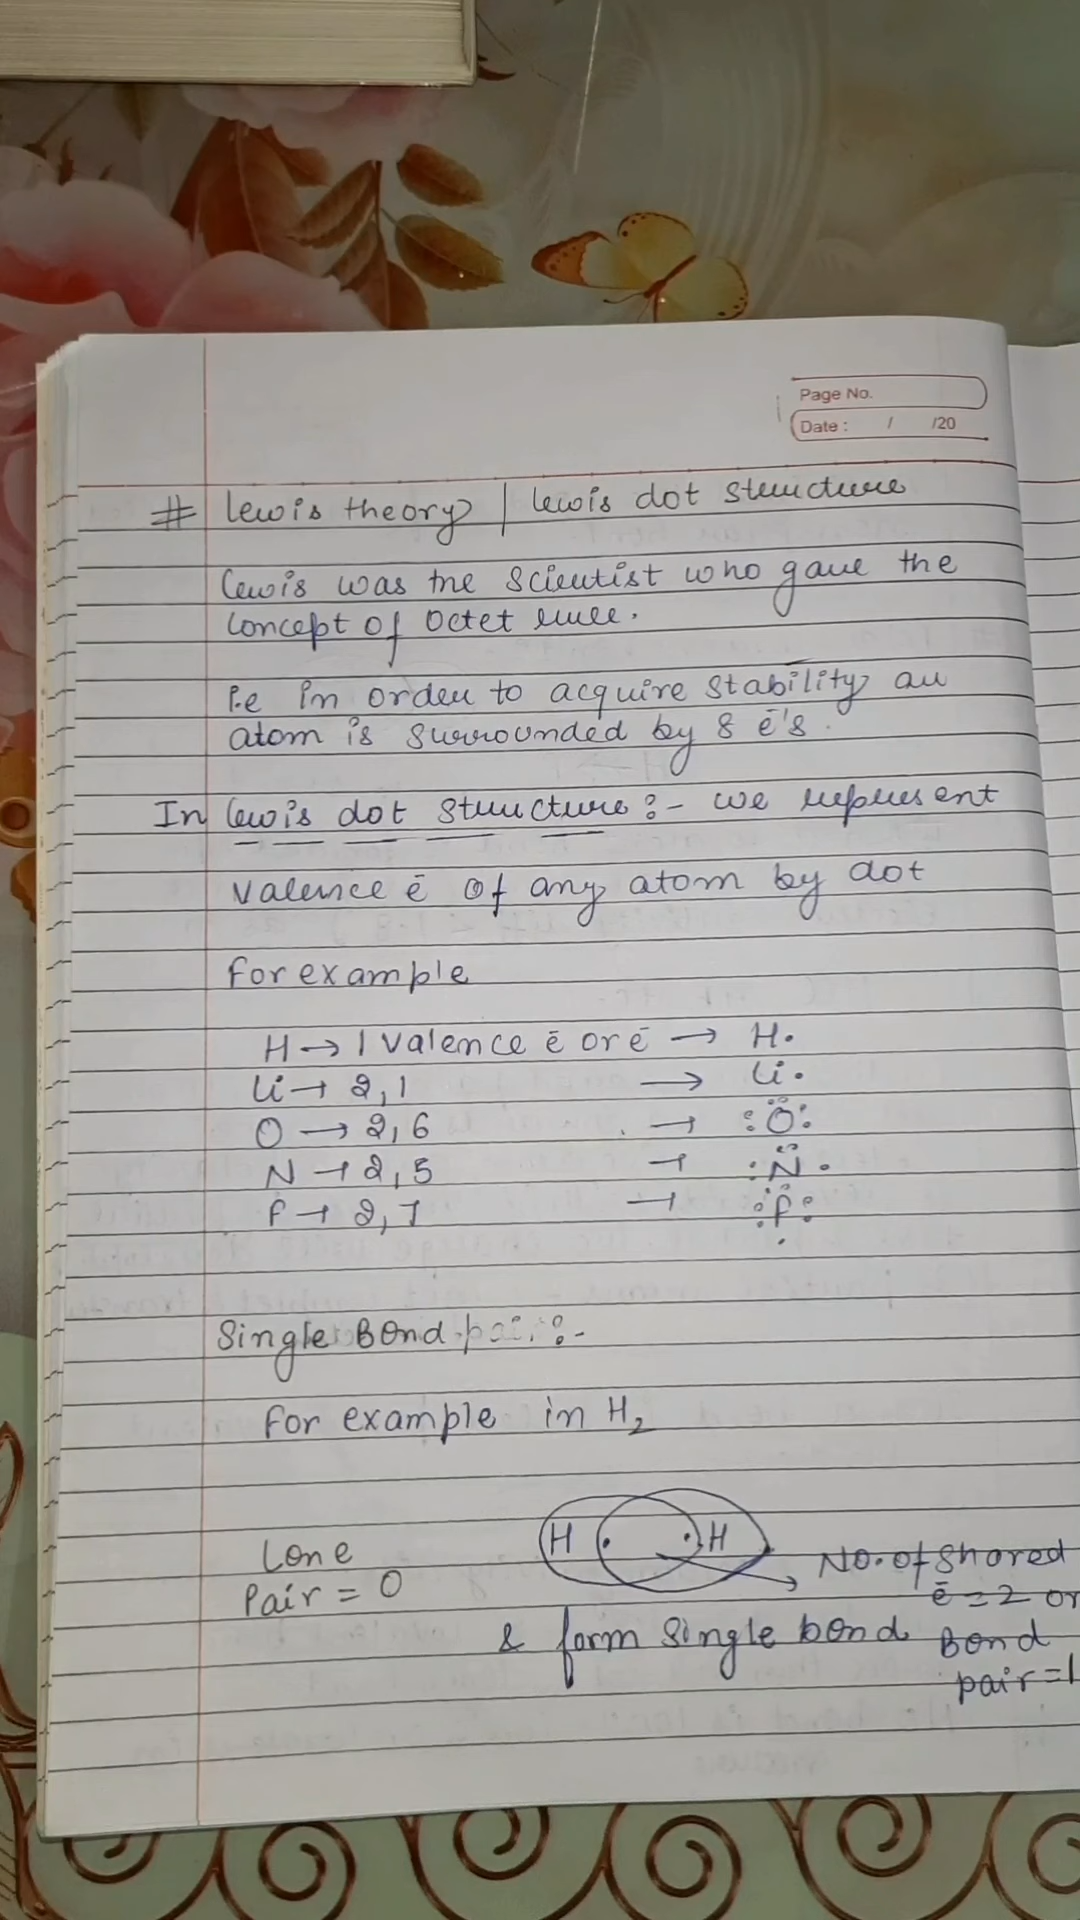 Page No.
Date : / /20
# Lewis theory / Lewis dot structure
Lewis was the scientist who gave the
concept of Octet rule.
i.e in order to acquire stability an
atom is surrounded by 8 ē's.
In Lewis dot structure :- we represent
valence ē of any atom by dot
for example
H → 1 valence ē or ē → H.
Li → 2,1 → Li.
O → 2,6 → :Ö:
N → 2,5 → :N̈.
F → 2,7 → :F̈:
Single Bond :-
for example in H₂
H . . H
Lone
Pair = 0
No. of shared
ē = 2 or
& form single bond Bond
pair = 1